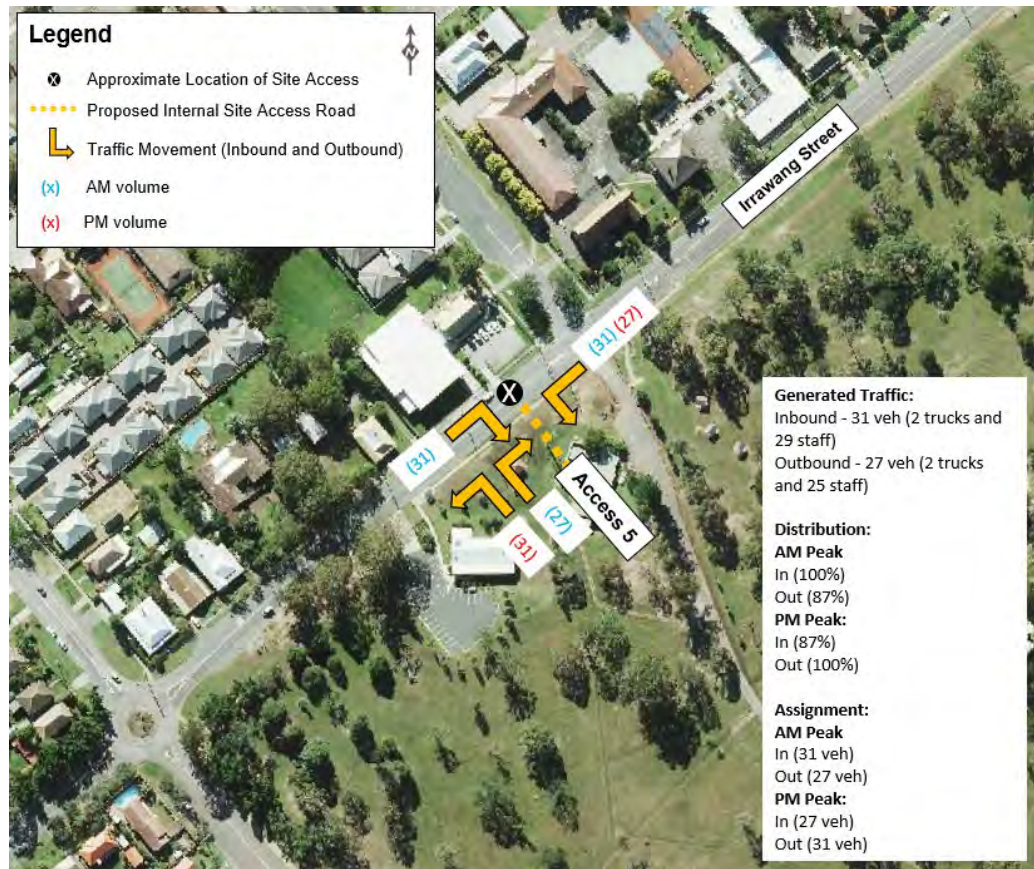 Legend
N
X Approximate Location of Site Access
Proposed Internal Site Access Road
Traffic Movement (Inbound and Outbound)
(x) AM volume
(x) PM volume
Irrawang Street
(31) (27)
X
(31)
Access 5
(27)
(31)
Generated Traffic:
Inbound - 31 veh (2 trucks and
29 staff)
Outbound - 27 veh (2 trucks
and 25 staff)
Distribution:
AM Peak
In (100%)
Out (87%)
PM Peak:
In (87%)
Out (100%)
Assignment:
AM Peak
In (31 veh)
Out (27 veh)
PM Peak:
In (27 veh)
Out (31 veh)